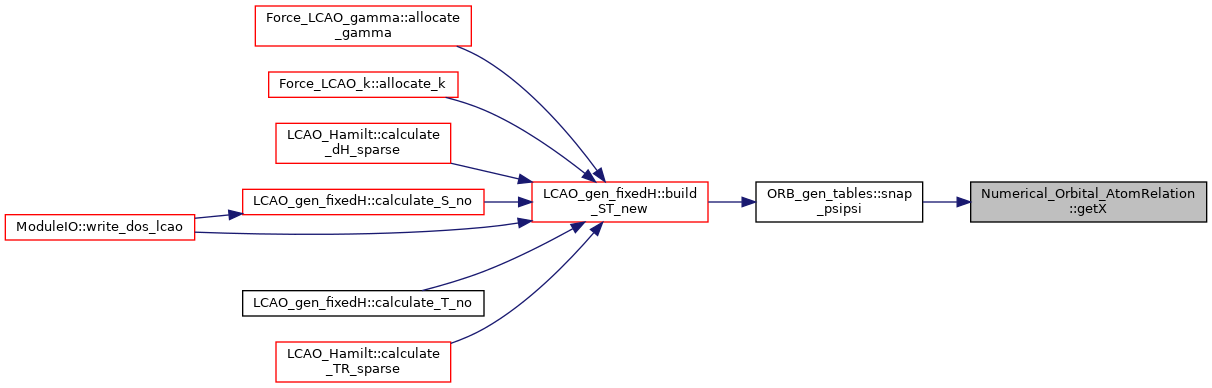 Force_LCAO_gamma::allocate
_gamma
Force_LCAO_k::allocate_k
LCAO_Hamilt::calculate
_dH_sparse
LCAO_gen_fixedH::calculate_S_no
ModuleIO::write_dos_lcao
LCAO_gen_fixedH::calculate_T_no
LCAO_Hamilt::calculate
_TR_sparse
LCAO_gen_fixedH::build
_ST_new
ORB_gen_tables::snap
_psipsi
Numerical_Orbital_AtomRelation
::getX